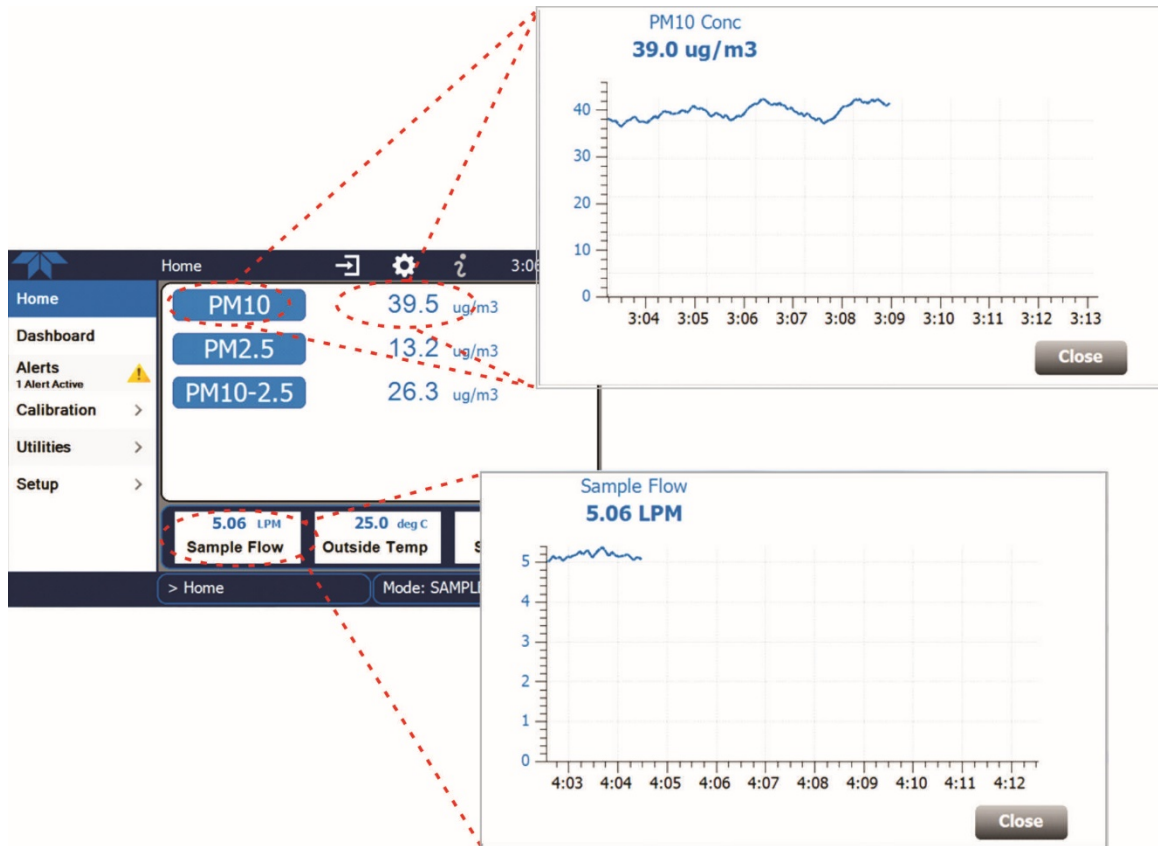 PM10 Conc
39.0 ug/m3
40
30
20
10
0
3:04 3:05 3:06 3:07 3:08 3:09 3:10 3:11 3:12 3:13
Close
Home
Home
Dashboard
Alerts
1 Alert Active
Calibration >
Utilities >
Setup >
PM10 39.5 ug/m3
PM2.5 13.2 ug/m3
PM10-2.5 26.3 ug/m3
5.06 LPM
Sample Flow
25.0 deg C
Outside Temp
> Home
Mode:
Sample Flow
5.06 LPM
5
4
3
2
1
0
4:03 4:04 4:05 4:06 4:07 4:08 4:09 4:10 4:11 4:12
Close